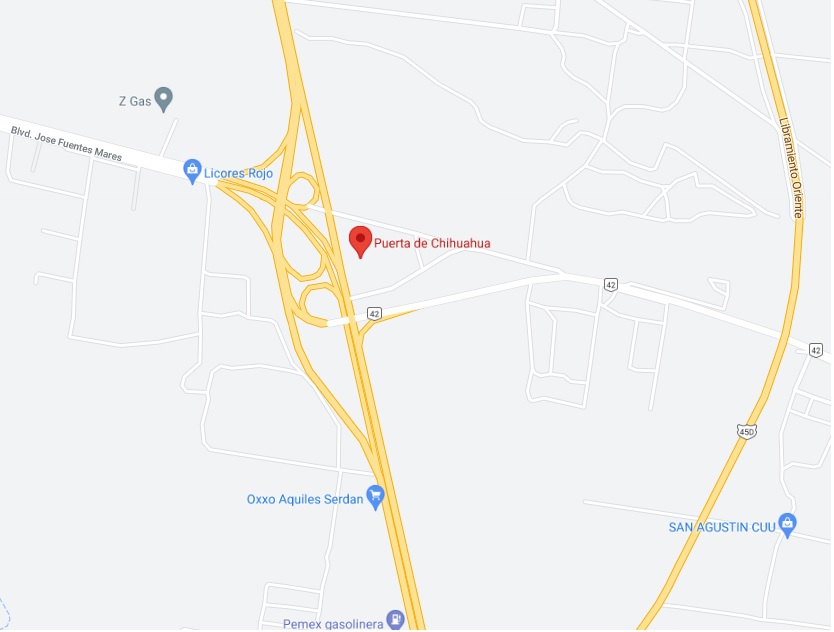 Z Gas
Blvd. Jose Fuentes Mares
Licores Rojo
Libramiento Oriente
Puerta de Chihuahua
42
42
42
45D
Oxxo Aquiles Serdan
SAN AGUSTIN CUU
Pemex gasolinera